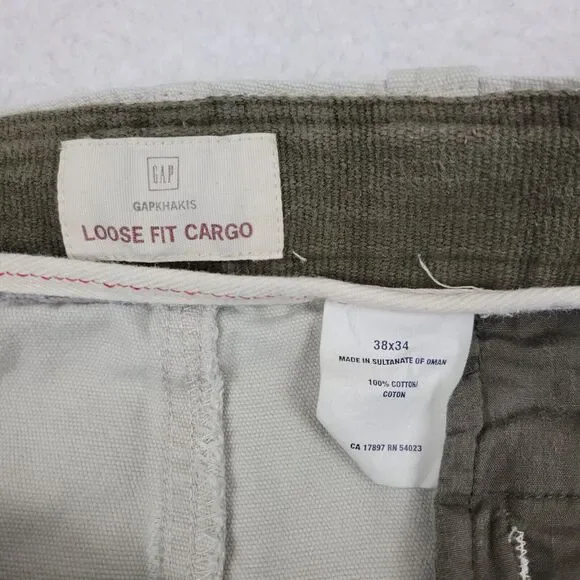 GAP
GAPKHAKIS
LOOSE FIT CARGO
38x34
MADE IN SULTANATE OF OMAN
100% COTTON/
COTON
CA 17897 RN 54023